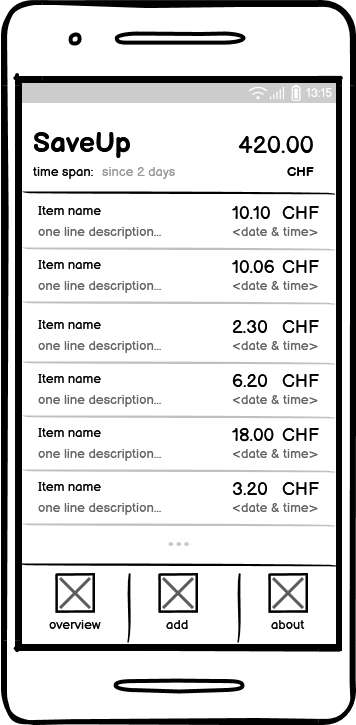 13:15
SaveUp 420.00
time span: since 2 days CHF
Item name 10.10 CHF
one line description... <date & time>
Item name 10.06 CHF
one line description... <date & time>
Item name 2.30 CHF
one line description... <date & time>
Item name 6.20 CHF
one line description... <date & time>
Item name 18.00 CHF
one line description... <date & time>
Item name 3.20 CHF
one line description... <date & time>
...
overview add about